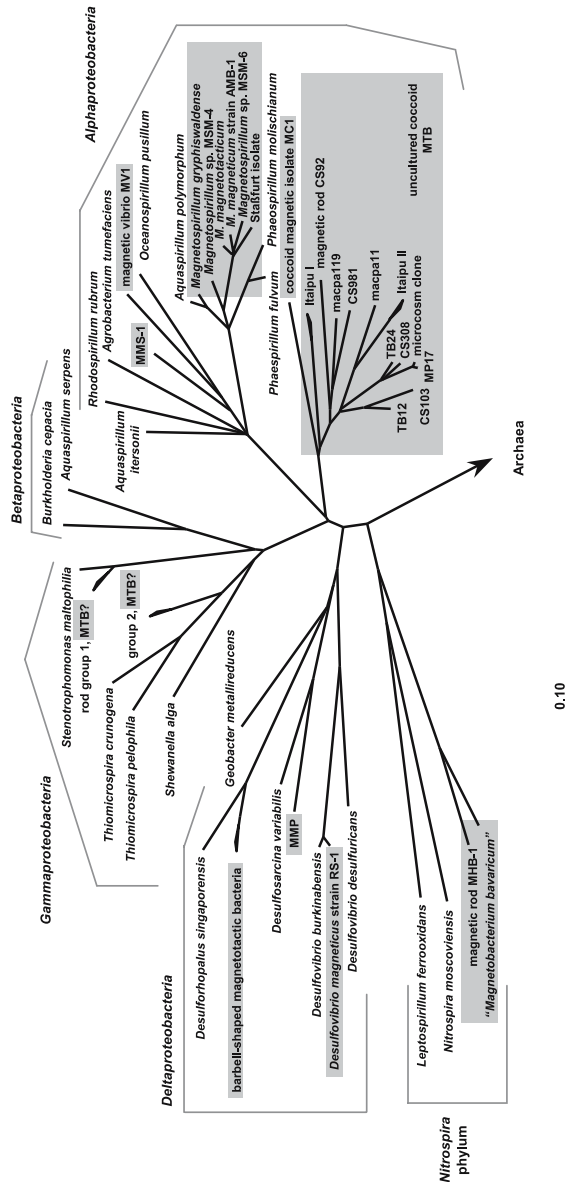 Alphaproteobacteria
Betaproteobacteria
Gammaproteobacteria
Deltaproteobacteria
Nitrospira
phylum
Archaea
0.10
Aquaspirillum polymorphum
Magnetospirillum gryphiswaldense
Magnetospirillum sp. MSM-4
M. magnetotacticum
M. magneticum strain AMB-1
Magnetospirillum sp. MSM-6
Staßfurt isolate
Phaeospirillum molischianum
Phaespirillum fulvum
coccoid magnetic isolate MC1
Oceanospirillum pusillum
magnetic vibrio MV1
MMS-1
Agrobacterium tumefaciens
Rhodospirillum rubrum
Aquaspirillum
itersonii
Itaipu I
magnetic rod CS92
macpa119
CS981
macpa11
Itaipu II
TB24
CS308
microcosm clone
MP17
CS103
TB12
uncultured coccoid
MTB
Aquaspirillum serpens
Burkholderia cepacia
Stenotrophomonas maltophilia
rod group 1, MTB?
group 2, MTB?
Thiomicrospira crunogena
Thiomicrospira pelophila
Shewanella alga
Geobacter metallireducens
Desulforhopalus singaporensis
barbell-shaped magnetotactic bacteria
Desulfosarcina variabilis
MMP
Desulfovibrio burkinabensis
Desulfovibrio magneticus strain RS-1
Desulfovibrio desulfuricans
Leptospirillum ferrooxidans
Nitrospira moscoviensis
magnetic rod MHB-1
“Magnetobacterium bavaricum”